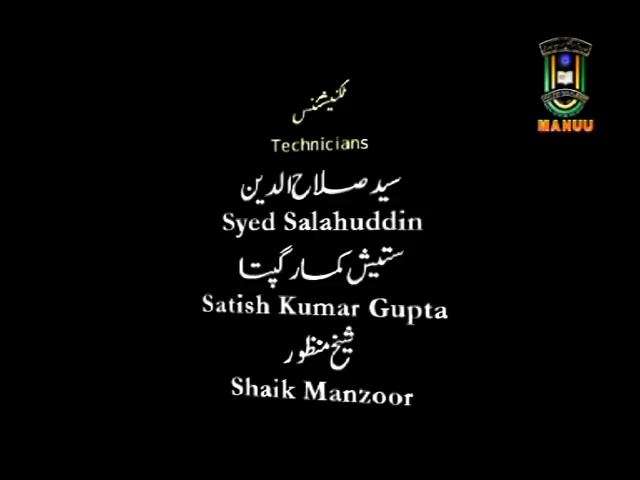 ٹکنیشنس
Technicians
سید صلاح الدین
Syed Salahuddin
ستیش کمار گپتا
Satish Kumar Gupta
شیخ منظور
Shaik Manzoor
MANUU